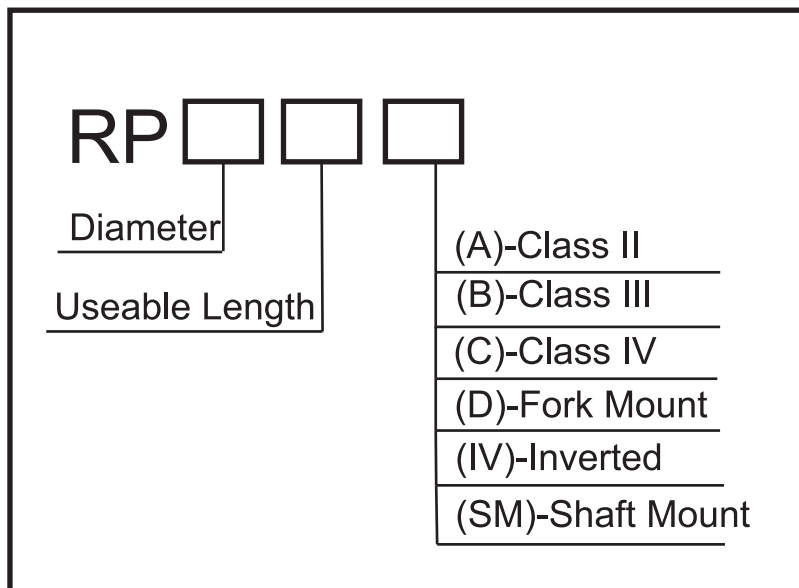 RP
Diameter
Useable Length
(A)-Class II
(B)-Class III
(C)-Class IV
(D)-Fork Mount
(IV)-Inverted
(SM)-Shaft Mount